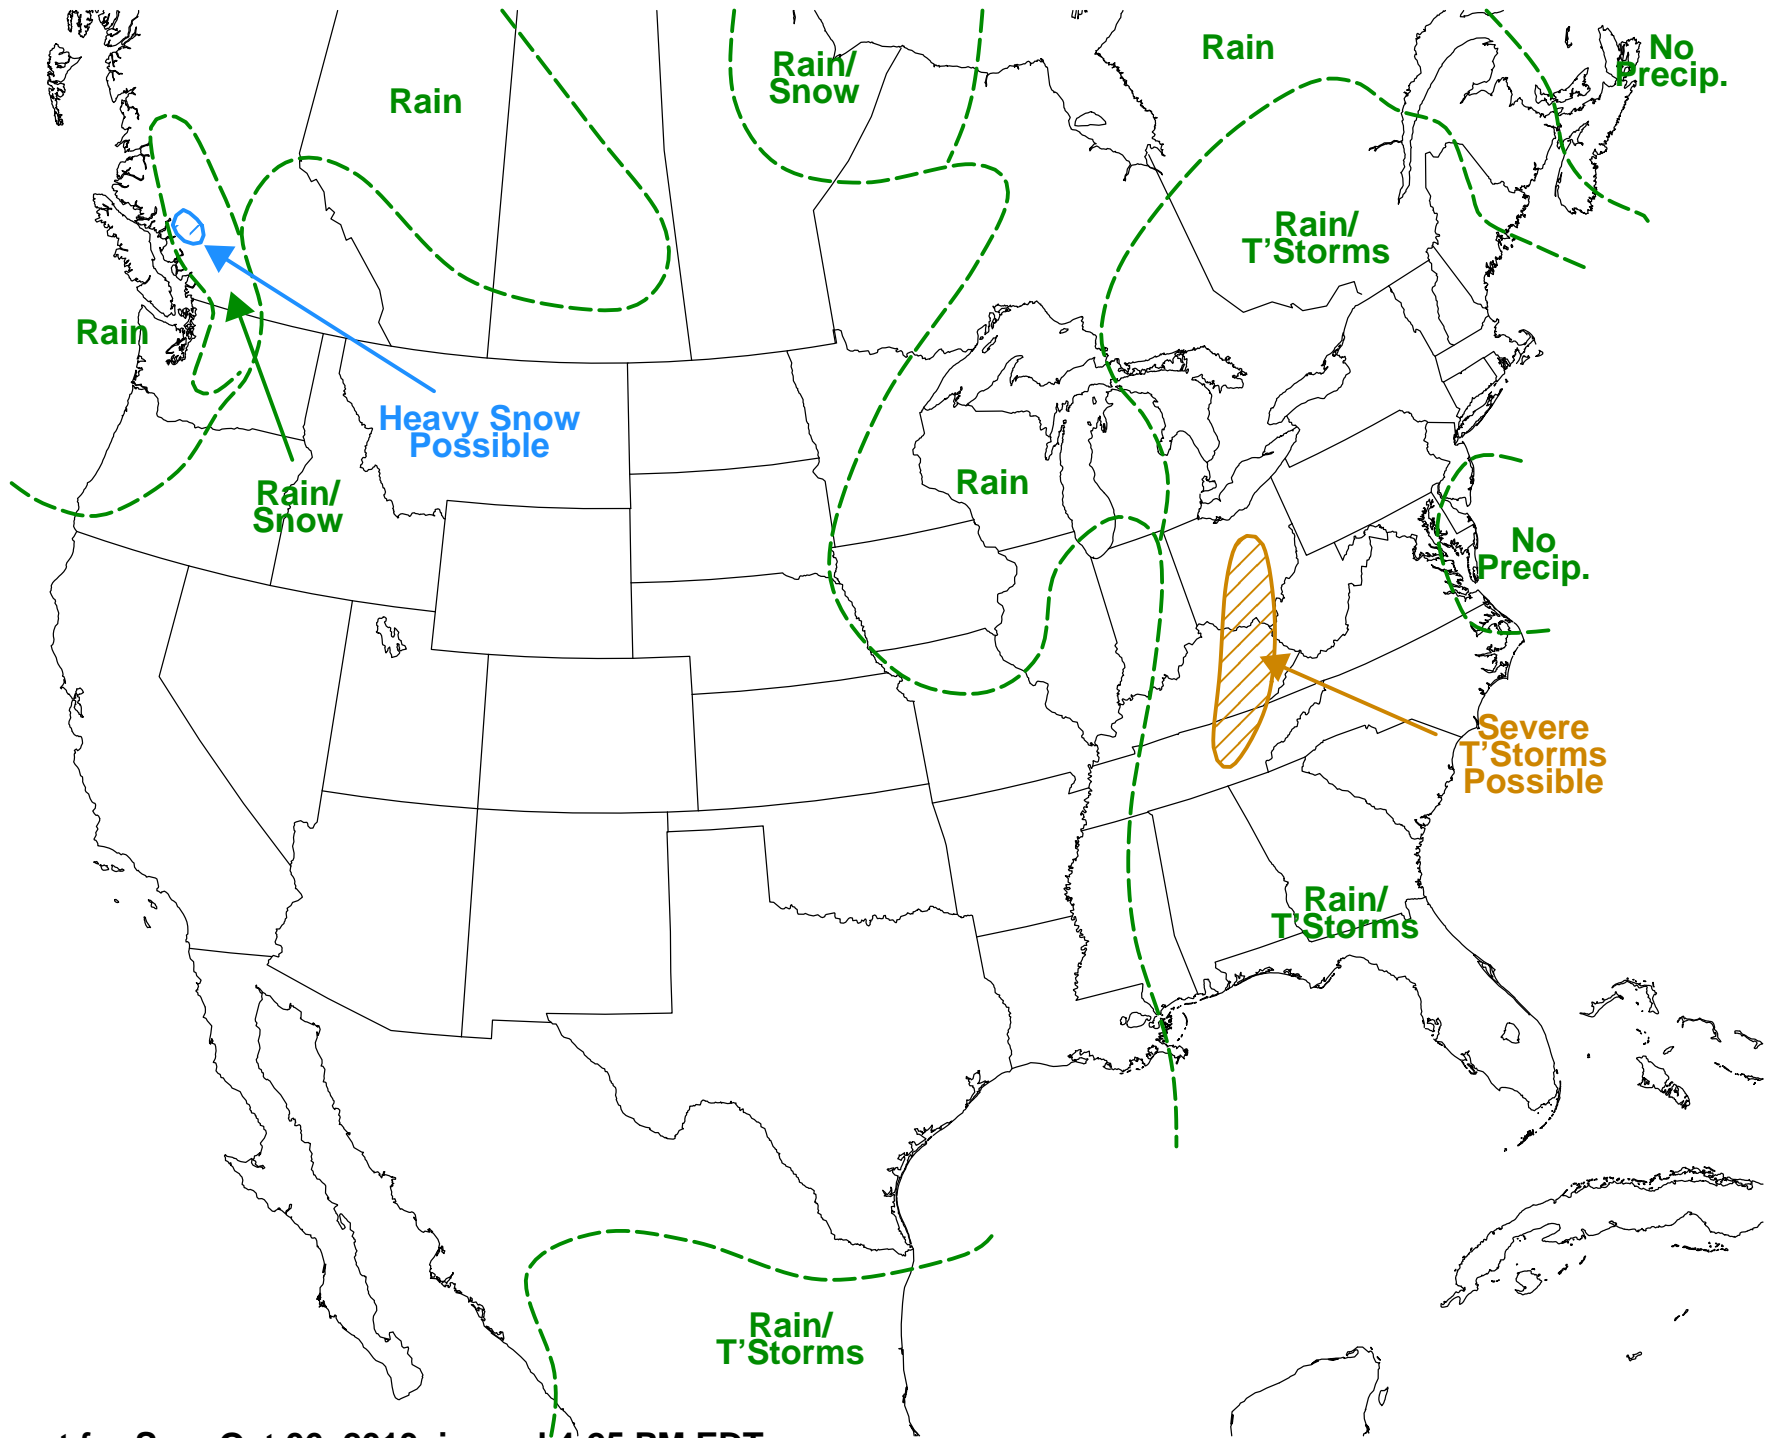 Rain
No
Precip.
Rain/
Snow
Rain
Rain/
T'Storms
Rain
Heavy Snow
Possible
Rain
Rain/
Snow
No
Precip.
Severe
T'Storms
Possible
Rain/
T'Storms
Rain/
T'Storms